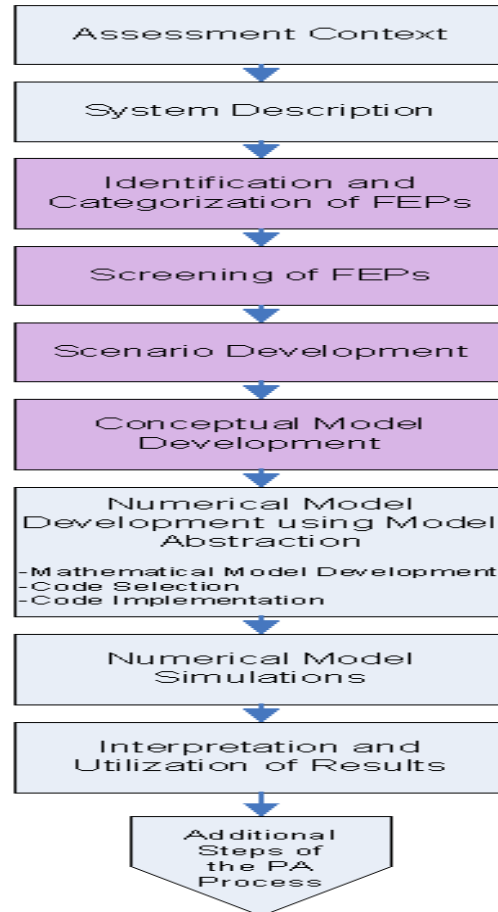 Assessment Context
System Description
Identification and
Categorization of FEPs
Screening of FEPs
Scenario Development
Conceptual Model
Development
Numerical Model
Development using Model
Abstraction
-Mathematical Model Development
-Code Selection
-Code Implementation
Numerical Model
Simulations
Interpretation and
Utilization of Results
Additional
Steps of
the PA
Process